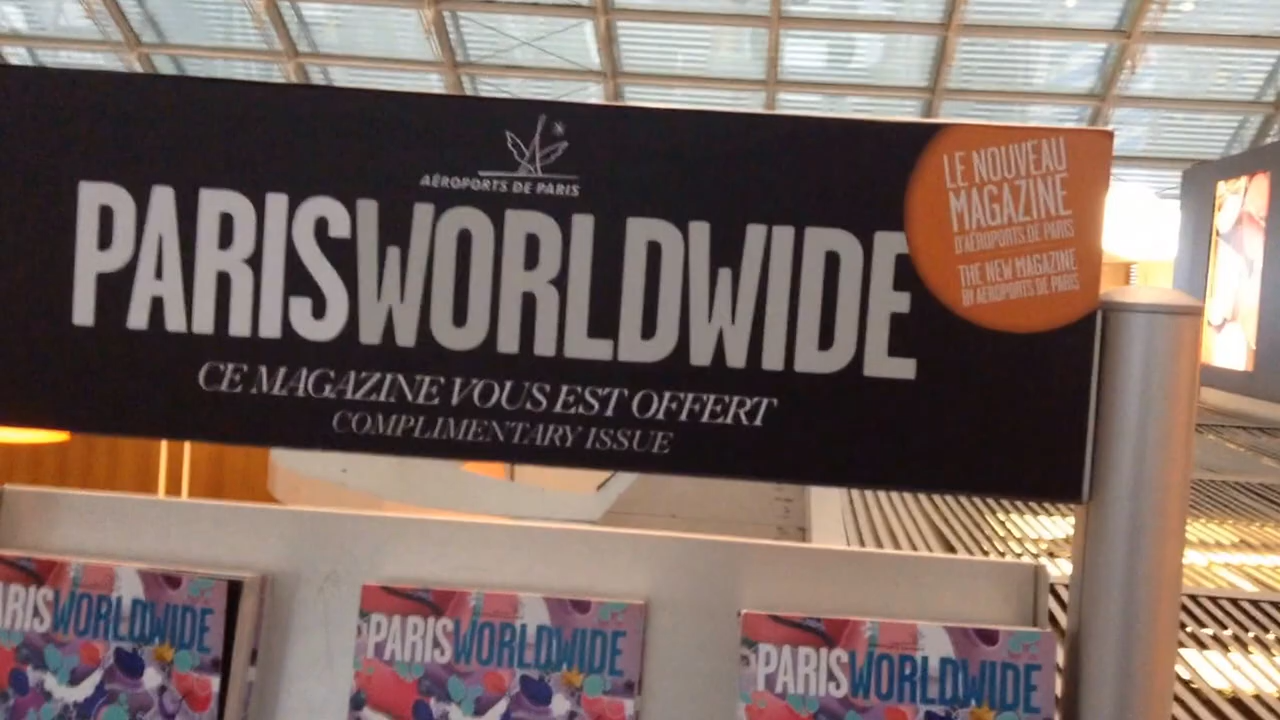 AÉROPORTS DE PARIS
PARISWORLDWIDE
CE MAGAZINE VOUS EST OFFERT
COMPLIMENTARY ISSUE
LE NOUVEAU
MAGAZINE
D'AÉROPORTS DE PARIS
THE NEW MAGAZINE
BY AÉROPORTS DE PARIS
ARISWORLDWIDE
PARISWORLDWIDE
PARISWORLDWIDE